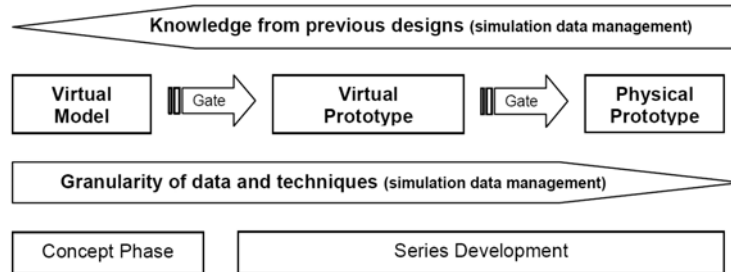 Knowledge from previous designs (simulation data management)
Virtual
Model
Gate
Virtual
Prototype
Gate
Physical
Prototype
Granularity of data and techniques (simulation data management)
Concept Phase
Series Development